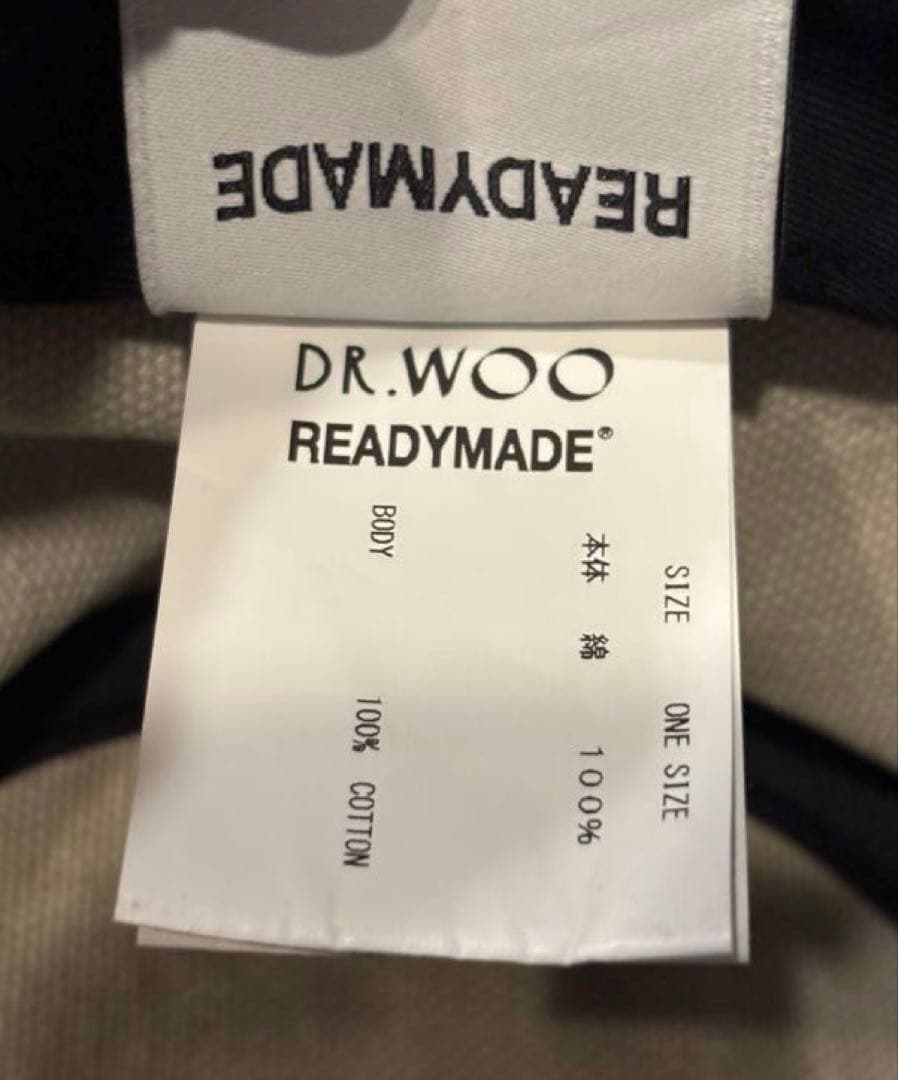 READYMADE
DR.WOO
READYMADE®
SIZE ONE SIZE
本体 綿 100%
BODY 100% COTTON